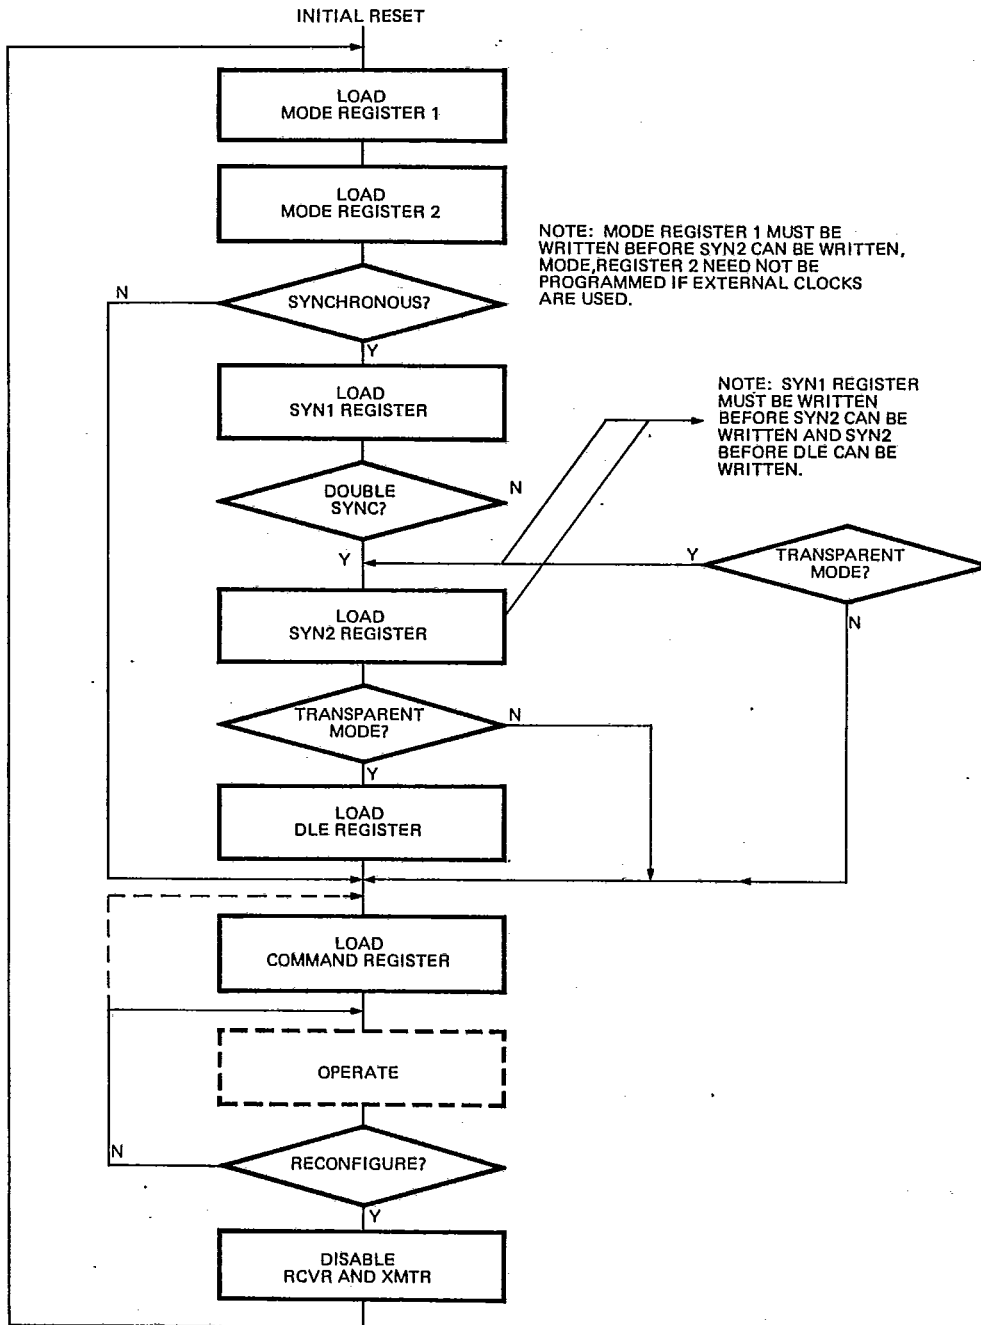 INITIAL RESET
LOAD
MODE REGISTER 1
LOAD
MODE REGISTER 2
NOTE: MODE REGISTER 1 MUST BE
WRITTEN BEFORE SYN2 CAN BE WRITTEN,
MODE,REGISTER 2 NEED NOT BE
PROGRAMMED IF EXTERNAL CLOCKS
ARE USED.
N
SYNCHRONOUS?
Y
LOAD
SYN1 REGISTER
NOTE: SYN1 REGISTER
MUST BE WRITTEN
BEFORE SYN2 CAN BE
WRITTEN AND SYN2
BEFORE DLE CAN BE
WRITTEN.
DOUBLE
SYNC?
N
Y
Y
TRANSPARENT
MODE?
N
LOAD
SYN2 REGISTER
TRANSPARENT
MODE?
N
Y
LOAD
DLE REGISTER
LOAD
COMMAND REGISTER
OPERATE
N
RECONFIGURE?
Y
DISABLE
RCVR AND XMTR